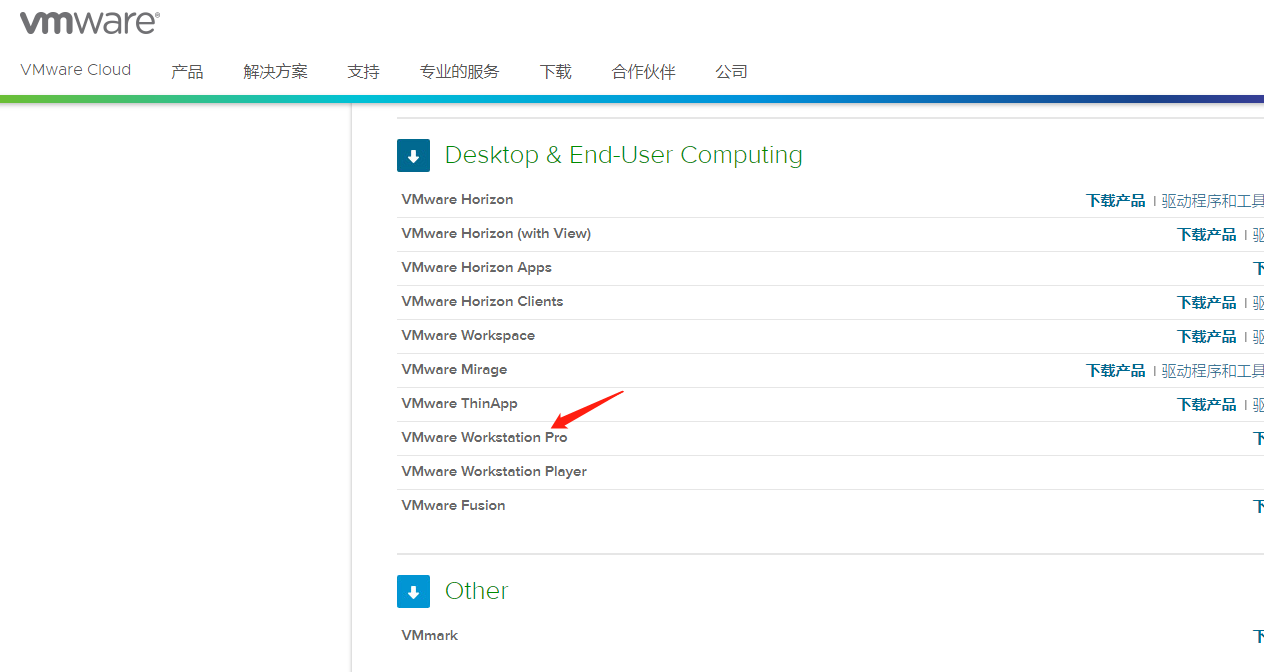 vmware®
VMware Cloud 产品 解决方案 支持 专业的服务 下载 合作伙伴 公司
Desktop & End-User Computing
VMware Horizon 下载产品 | 驱动程序和工具
VMware Horizon (with View) 下载产品 | 驱
VMware Horizon Apps 下
VMware Horizon Clients 下载产品 | 驱
VMware Workspace 下载产品 | 驱
VMware Mirage 下载产品 | 驱动程序和工具
VMware ThinApp 下载产品 | 驱
VMware Workstation Pro 下
VMware Workstation Player
VMware Fusion 下
Other
VMmark 下